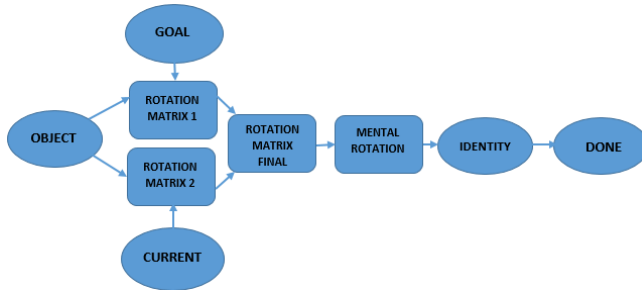 GOAL
OBJECT
ROTATION
MATRIX 1
ROTATION
MATRIX 2
ROTATION
MATRIX
FINAL
MENTAL
ROTATION
IDENTITY
DONE
CURRENT